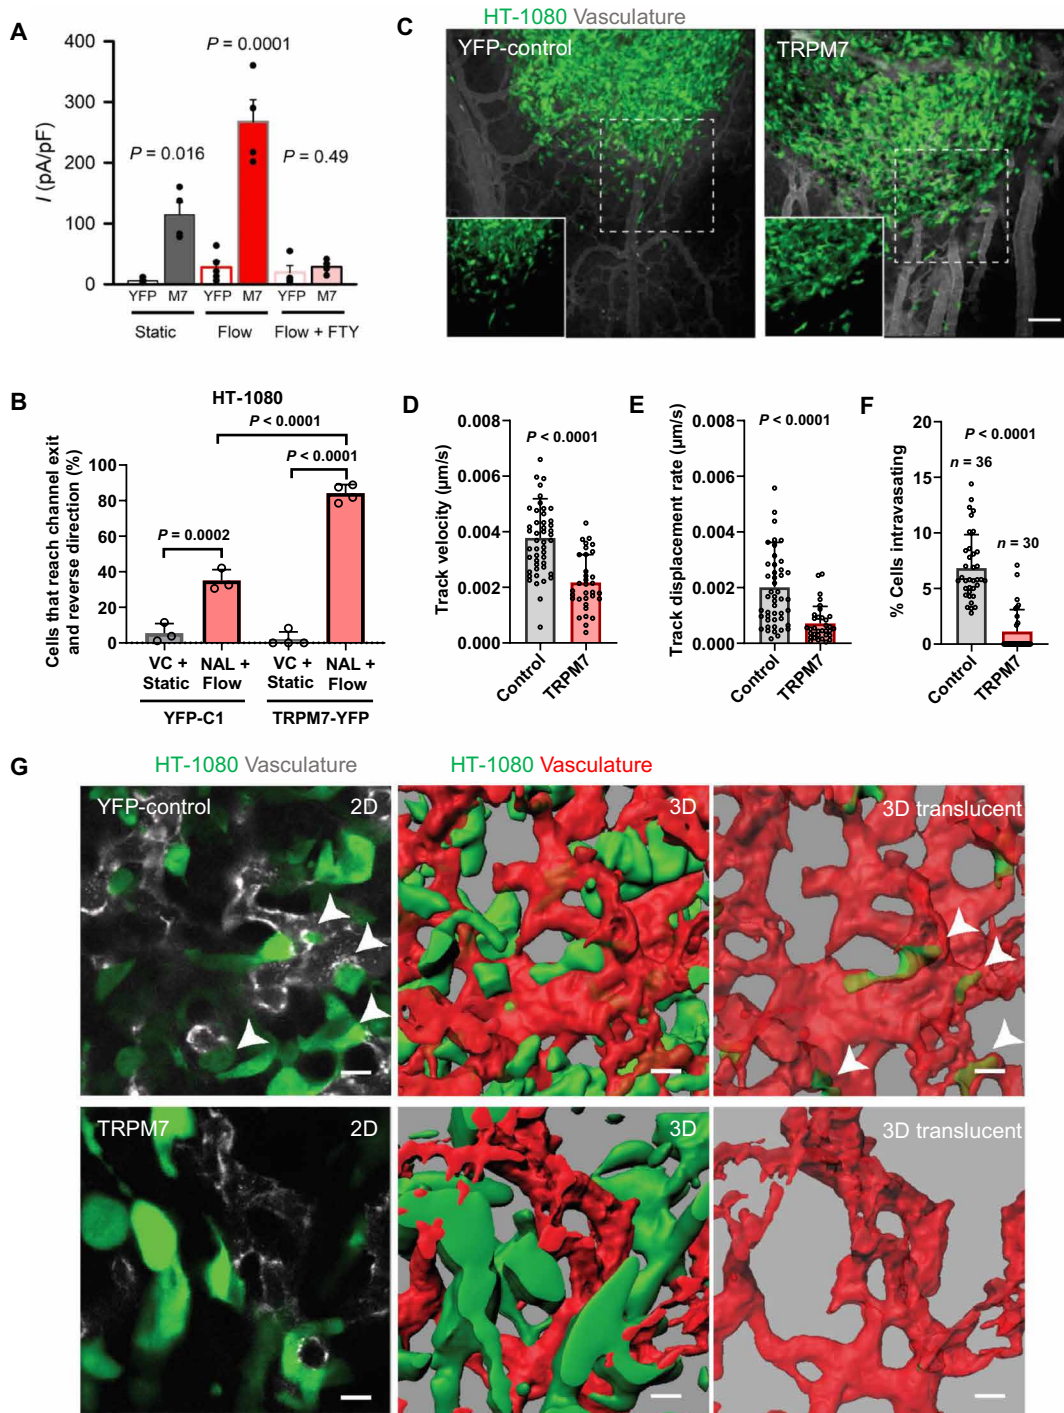 A
I (pA/pF)
400
300
200
100
0
P = 0.016
P = 0.0001
P = 0.49
YFP M7 YFP M7 YFP M7
Static Flow Flow + FTY
C
HT-1080 Vasculature
YFP-control
TRPM7
B
HT-1080
Cells that reach channel exit
and reverse direction (%)
100
80
60
40
20
0
P < 0.0001
P < 0.0001
P = 0.0002
VC + NAL + VC + NAL +
Static Flow Static Flow
YFP-C1 TRPM7-YFP
D
Track velocity (µm/s)
0.008
0.006
0.004
0.002
0.000
P < 0.0001
Control
TRPM7
E
Track displacement rate (µm/s)
0.008
0.006
0.004
0.002
0.000
P < 0.0001
Control
TRPM7
F
% Cells intravasating
20
15
10
5
0
P < 0.0001
n = 36
n = 30
Control
TRPM7
G
HT-1080 Vasculature
HT-1080 Vasculature
YFP-control 2D
3D
3D translucent
TRPM7 2D
3D
3D translucent